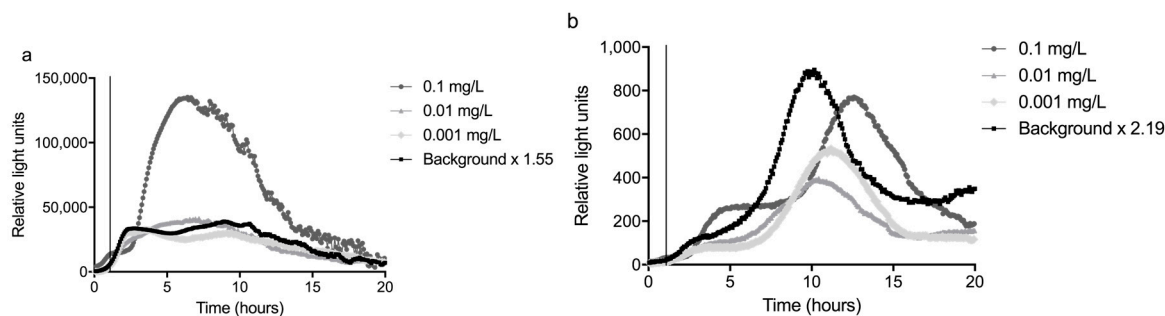 a
150,000
100,000
50,000
0
Relative light units
0 5 10 15 20
Time (hours)
0.1 mg/L
0.01 mg/L
0.001 mg/L
Background x 1.55
b
1,000
800
600
400
200
0
Relative light units
0 5 10 15 20
Time (hours)
0.1 mg/L
0.01 mg/L
0.001 mg/L
Background x 2.19